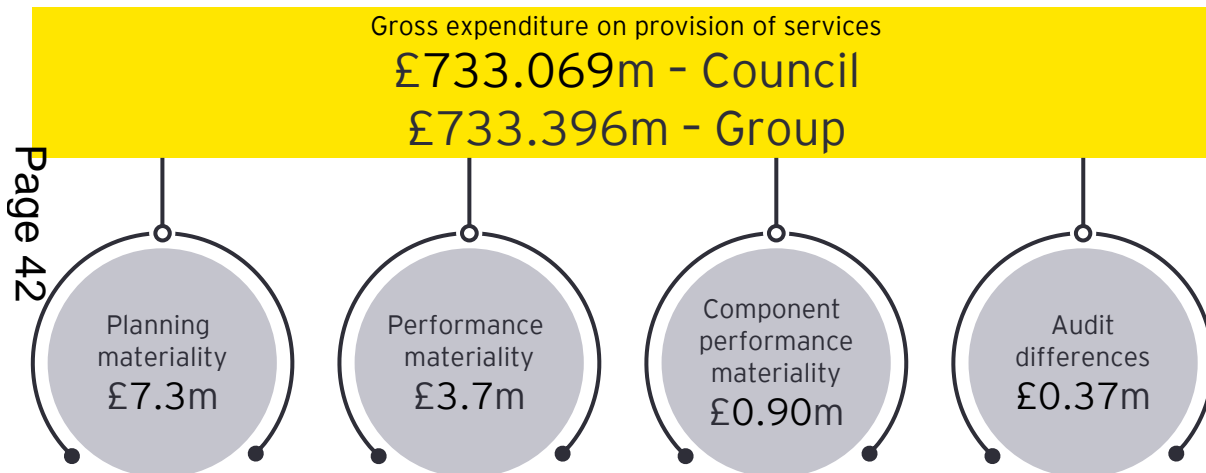 Gross expenditure on provision of services
£733.069m – Council
£733.396m – Group
Page 42
Planning
materiality
£7.3m
Performance
materiality
£3.7m
Component
performance
materiality
£0.90m
Audit
differences
£0.37m